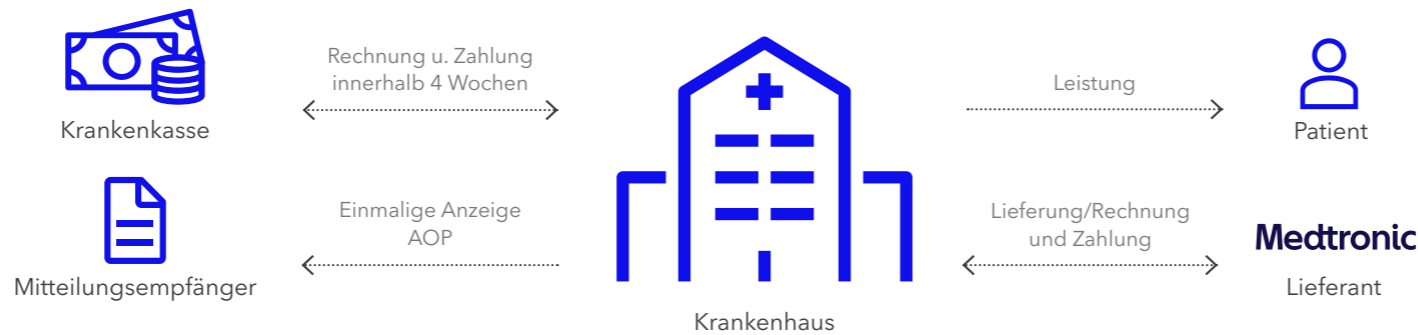 Rechnung u. Zahlung
innerhalb 4 Wochen
Krankenkasse
Leistung
Patient
Einmalige Anzeige
AOP
Mitteilungsempfänger
Krankenhaus
Lieferung/Rechnung
und Zahlung
Medtronic
Lieferant